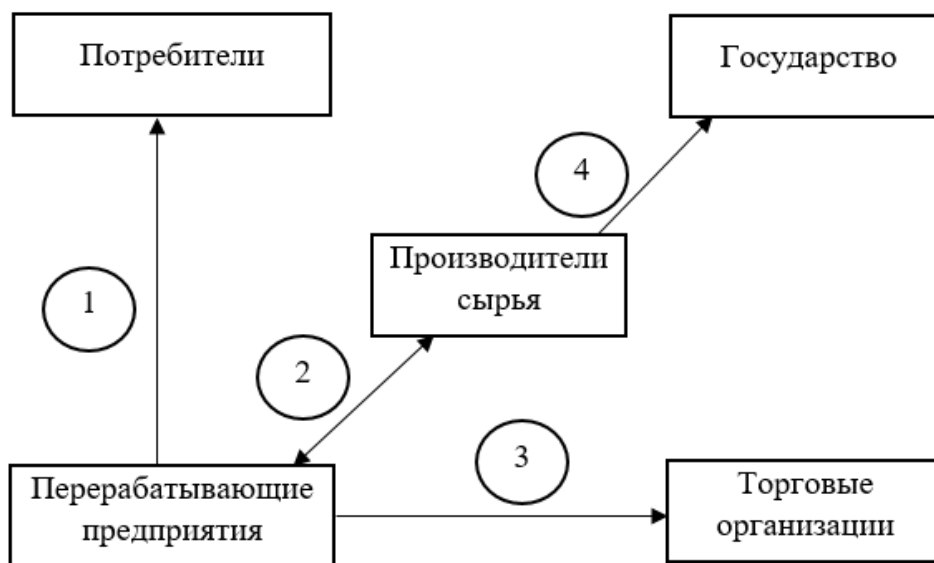 Потребители
Государство
4
Производители
сырья
1
2
3
Перерабатывающие
предприятия
Торговые
организации